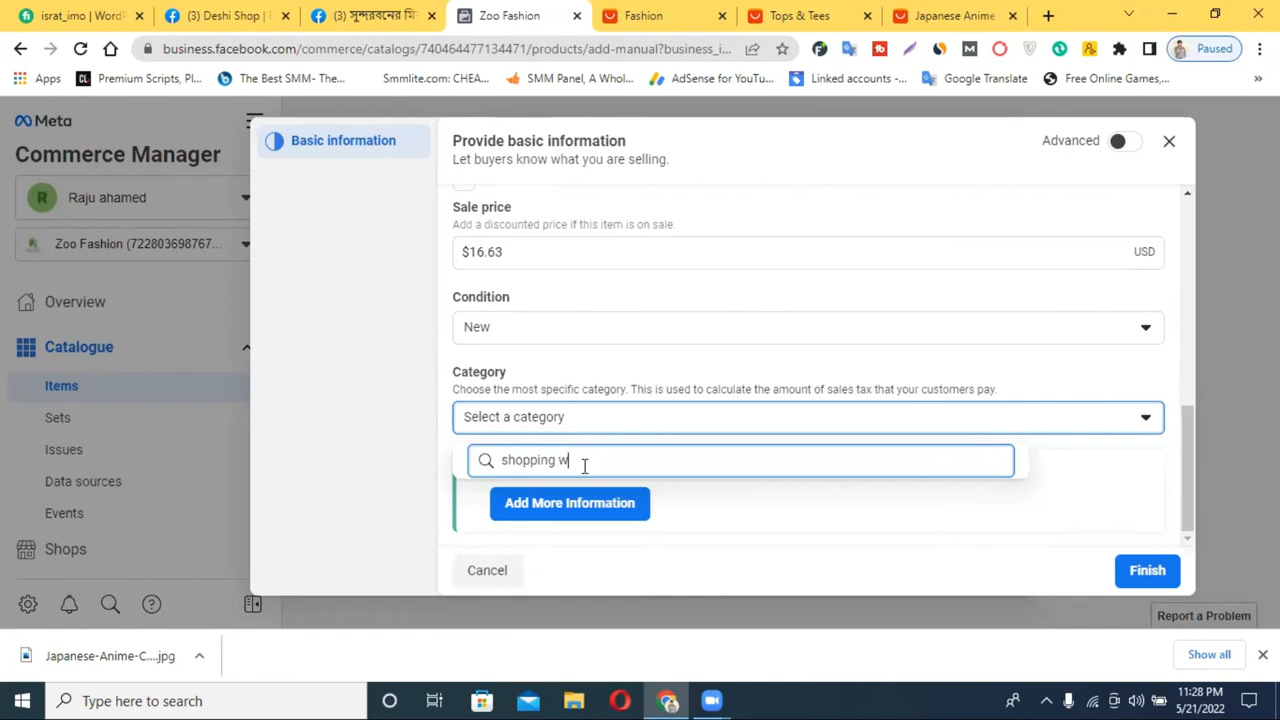 israt_imo | WordP
(3) Deshi Shop | F
(3) সুন্দরবনের মি
Zoo Fashion
Fashion
Tops & Tees
Japanese Anime
business.facebook.com/commerce/catalogs/740464477134471/products/add-manual?business_i...
Paused
Apps
Premium Scripts, Pl...
The Best SMM- The...
Smmlite.com: CHEA...
SMM Panel, A Whol...
AdSense for YouTu...
Linked accounts -...
Google Translate
Free Online Games,...
Meta
Commerce Manager
Raju ahamed
Zoo Fashion (722803698767...
Overview
Catalogue
Items
Sets
Issues
Data sources
Events
Shops
Basic information
Provide basic information
Let buyers know what you are selling.
Advanced
Sale price
Add a discounted price if this item is on sale.
$16.63
USD
Condition
New
Category
Choose the most specific category. This is used to calculate the amount of sales tax that your customers pay.
Select a category
shopping w
Add More Information
Cancel
Finish
Report a Problem
Japanese-Anime-C....jpg
Show all
Type here to search
11:28 PM
5/21/2022